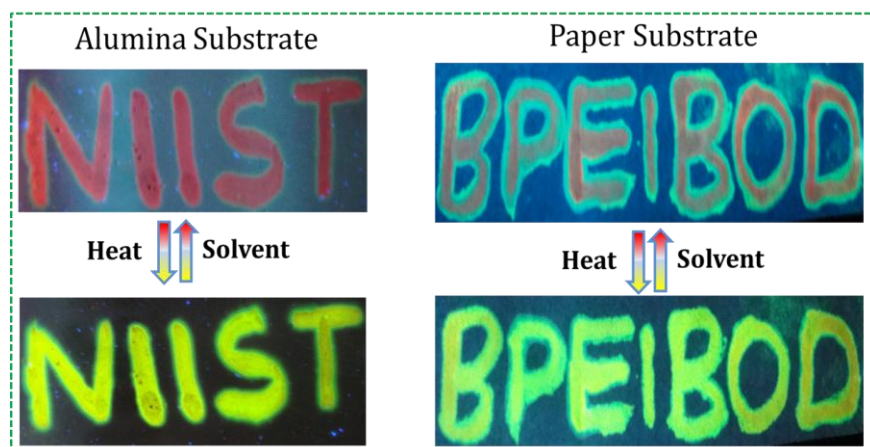 Alumina Substrate
NIIST
Heat Solvent
NIIST
Paper Substrate
BPEIBOD
Heat Solvent
BPEIBOD